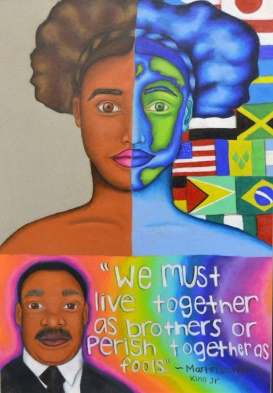 "We must
live together
as brothers or
Perish together as
fools"
~ Martin Luther
King Jr.